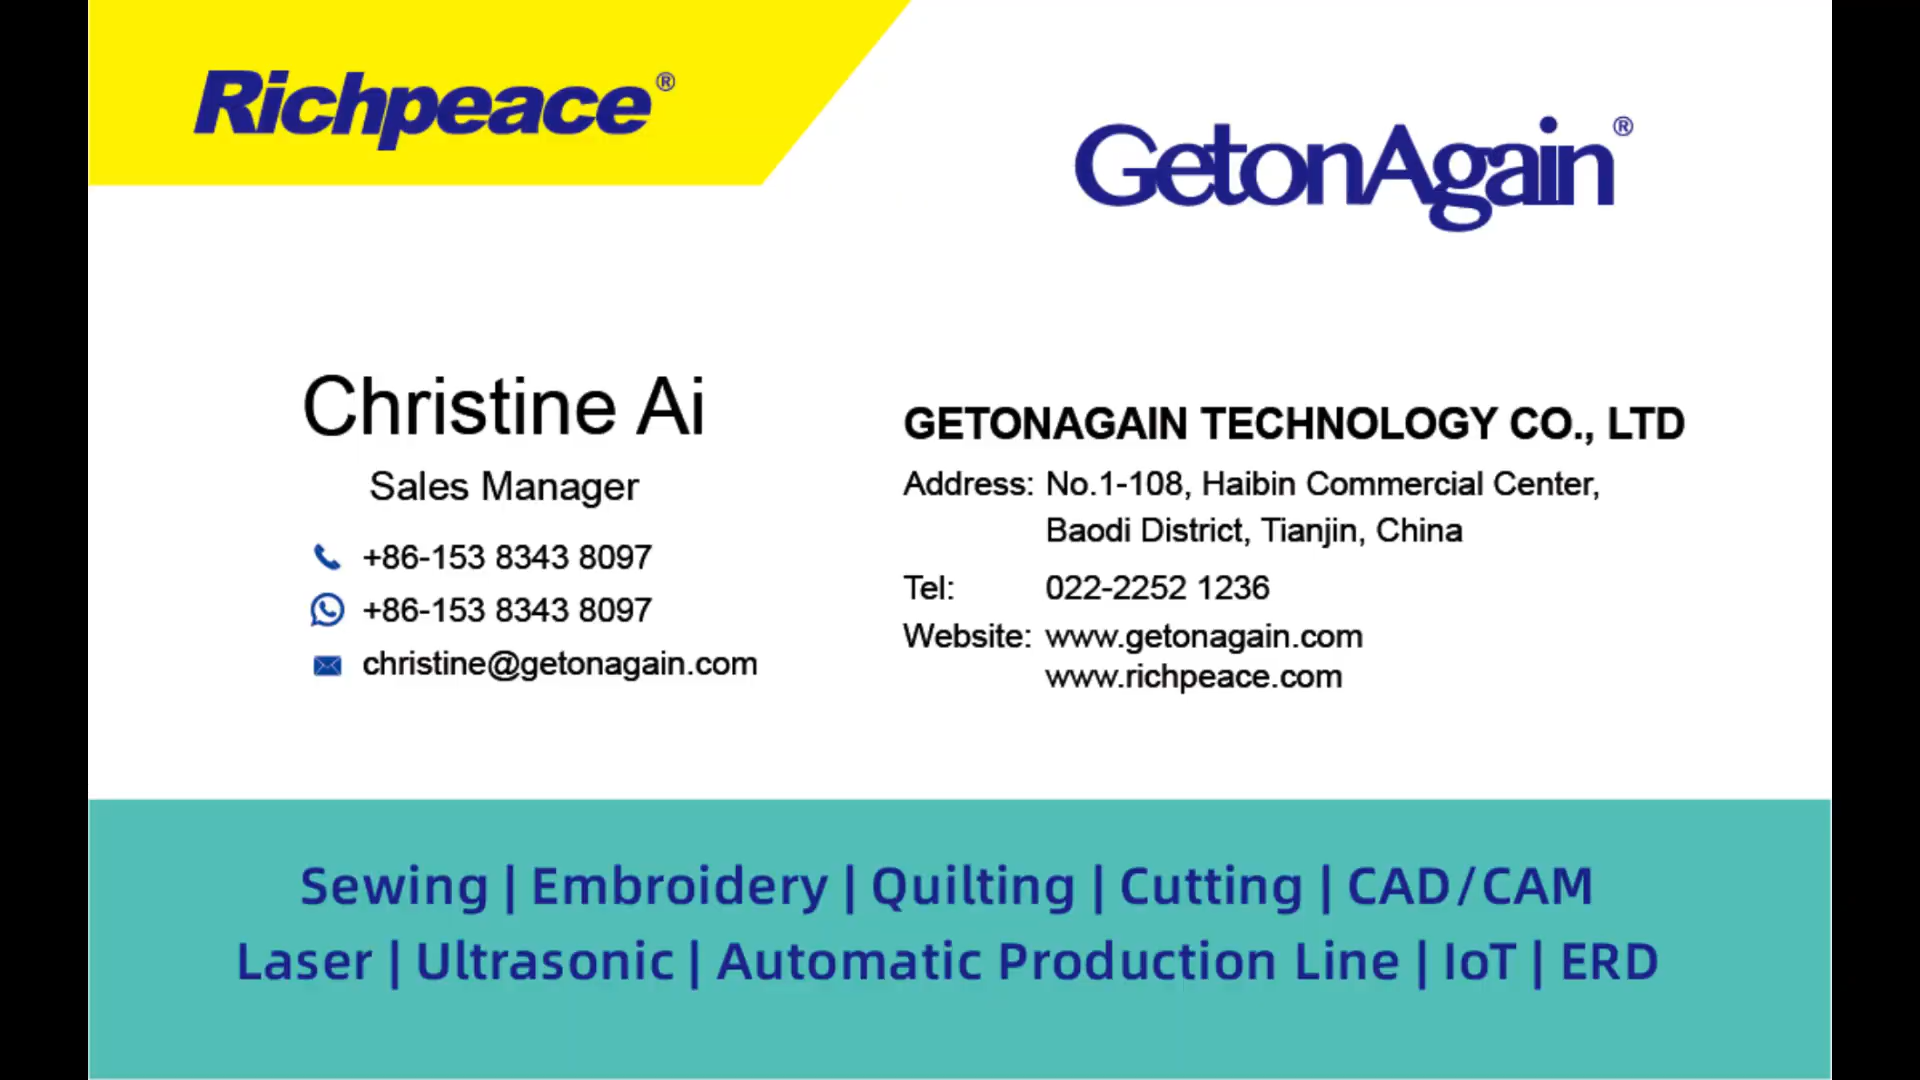 Richpeace®
GetonAgain®
Christine Ai
Sales Manager
+86-153 8343 8097
+86-153 8343 8097
christine@getonagain.com
GETONAGAIN TECHNOLOGY CO., LTD
Address: No.1-108, Haibin Commercial Center,
Baodi District, Tianjin, China
Tel: 022-2252 1236
Website: www.getonagain.com
www.richpeace.com
Sewing | Embroidery | Quilting | Cutting | CAD/CAM
Laser | Ultrasonic | Automatic Production Line | IoT | ERD